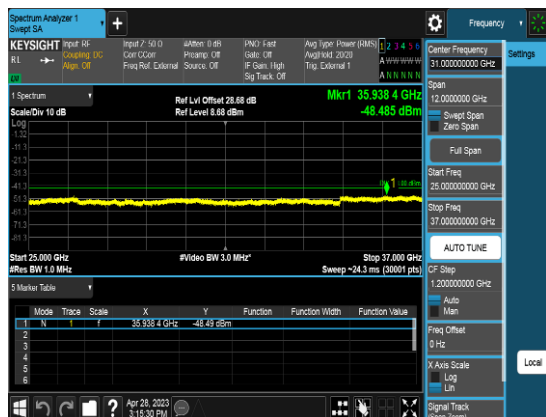 Spectrum Analyzer 1
Swept SA
Frequency
KEYSIGHT Input: RF Input Z: 50 Ω #Atten: 0 dB PNO: Fast Avg Type: Power (RMS) 1 2 3 4 5 6
R L Coupling: DC Corr CCorr Preamp: Off Gate: Off Avg|Hold: 20/20 A W W W W W
Align: Off Freq Ref: External Source: Off IF Gain: High Trig: External 1
Sig Track: Off A N N N N N
LV
1 Spectrum
Ref Lvl Offset 28.68 dB
Mkr1 35.938 4 GHz
Scale/Div 10 dB
Ref Level 8.68 dBm
-48.485 dBm
Log
-1.32
-11.3
-21.3
-31.3
-41.3
1
-51.3
-61.3
-71.3
-81.3
Start 25.000 GHz
#Video BW 3.0 MHz*
Stop 37.000 GHz
#Res BW 1.0 MHz
Sweep ~24.3 ms (30001 pts)
5 Marker Table
Mode Trace Scale X Y Function Function Width Function Value
1 N 1 f 35.938 4 GHz -48.49 dBm
2
3
4
5
6
Center Frequency
31.000000000 GHz
Settings
Span
12.0000000 GHz
Swept Span
Zero Span
Full Span
Start Freq
25.000000000 GHz
Stop Freq
37.000000000 GHz
AUTO TUNE
CF Step
1.200000000 GHz
Auto
Man
Freq Offset
0 Hz
X Axis Scale
Log
Lin
Local
Signal Track
(Span Zoom)
? Apr 28, 2023
3:15:30 PM